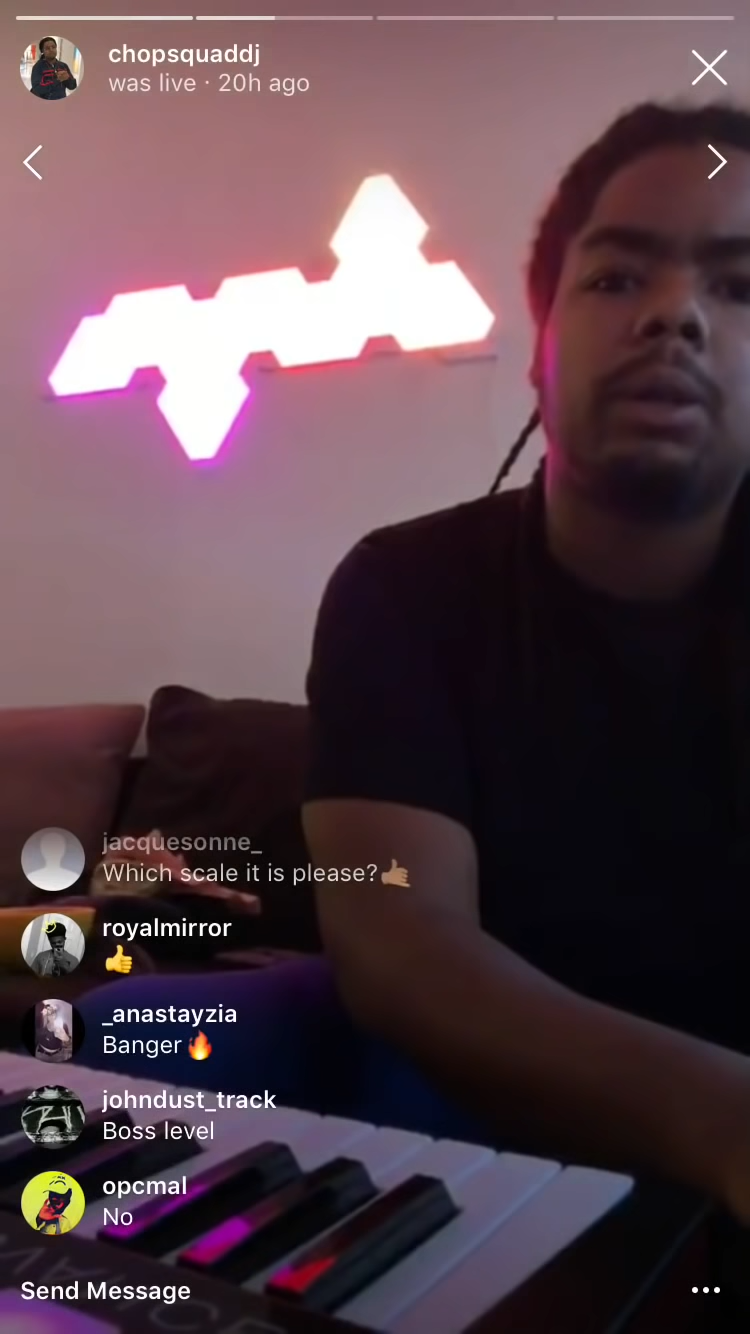 chopsquaddj
was live · 20h ago
jacquesonne_
Which scale it is please?🤙🏼
royalmirror
👍
_anastayzia
Banger🔥
johndust_track
Boss level
opcmal
No
Send Message